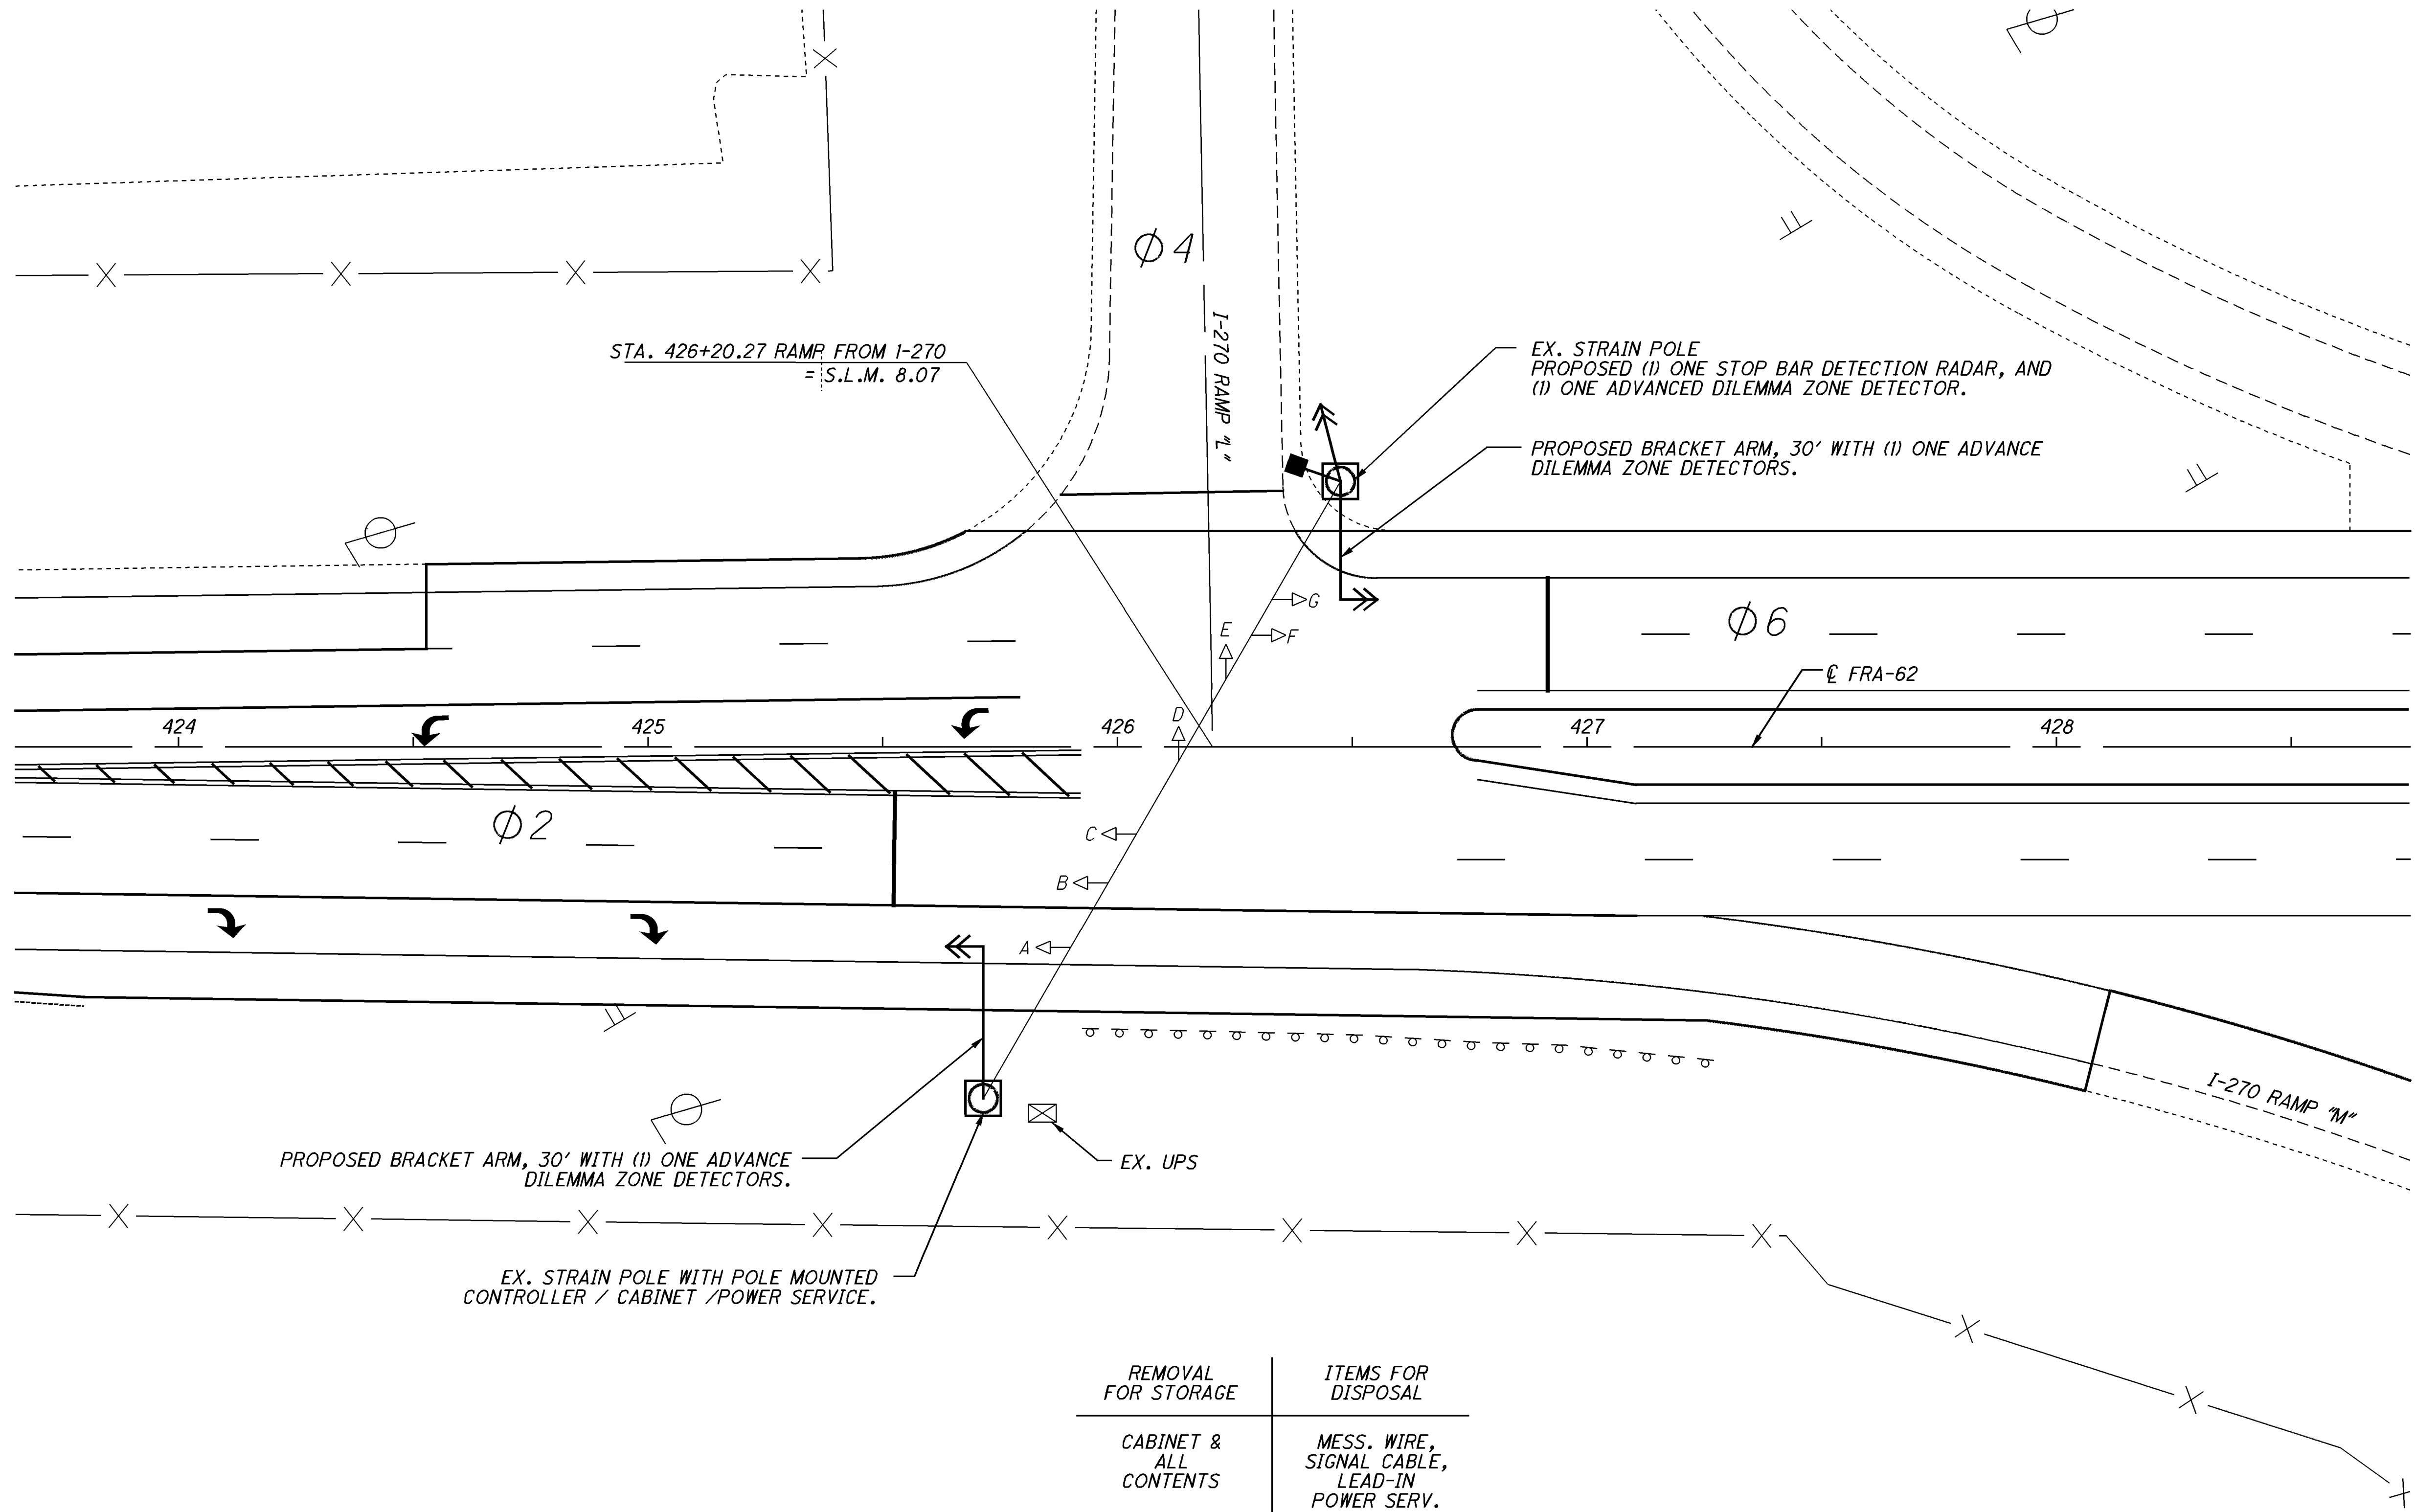 Ø4
I-270 RAMP "L"
STA. 426+20.27 RAMP FROM 1-270
= S.L.M. 8.07
EX. STRAIN POLE
PROPOSED (1) ONE STOP BAR DETECTION RADAR, AND
(1) ONE ADVANCED DILEMMA ZONE DETECTOR.
PROPOSED BRACKET ARM, 30' WITH (1) ONE ADVANCE
DILEMMA ZONE DETECTORS.
G
E
F
Ø6
℄ FRA-62
D
424
425
426
427
428
Ø2
C
B
A
I-270 RAMP "M"
PROPOSED BRACKET ARM, 30' WITH (1) ONE ADVANCE
DILEMMA ZONE DETECTORS.
EX. UPS
EX. STRAIN POLE WITH POLE MOUNTED
CONTROLLER / CABINET /POWER SERVICE.
REMOVAL
FOR STORAGE
ITEMS FOR
DISPOSAL
CABINET &
ALL
CONTENTS
MESS. WIRE,
SIGNAL CABLE,
LEAD-IN
POWER SERV.